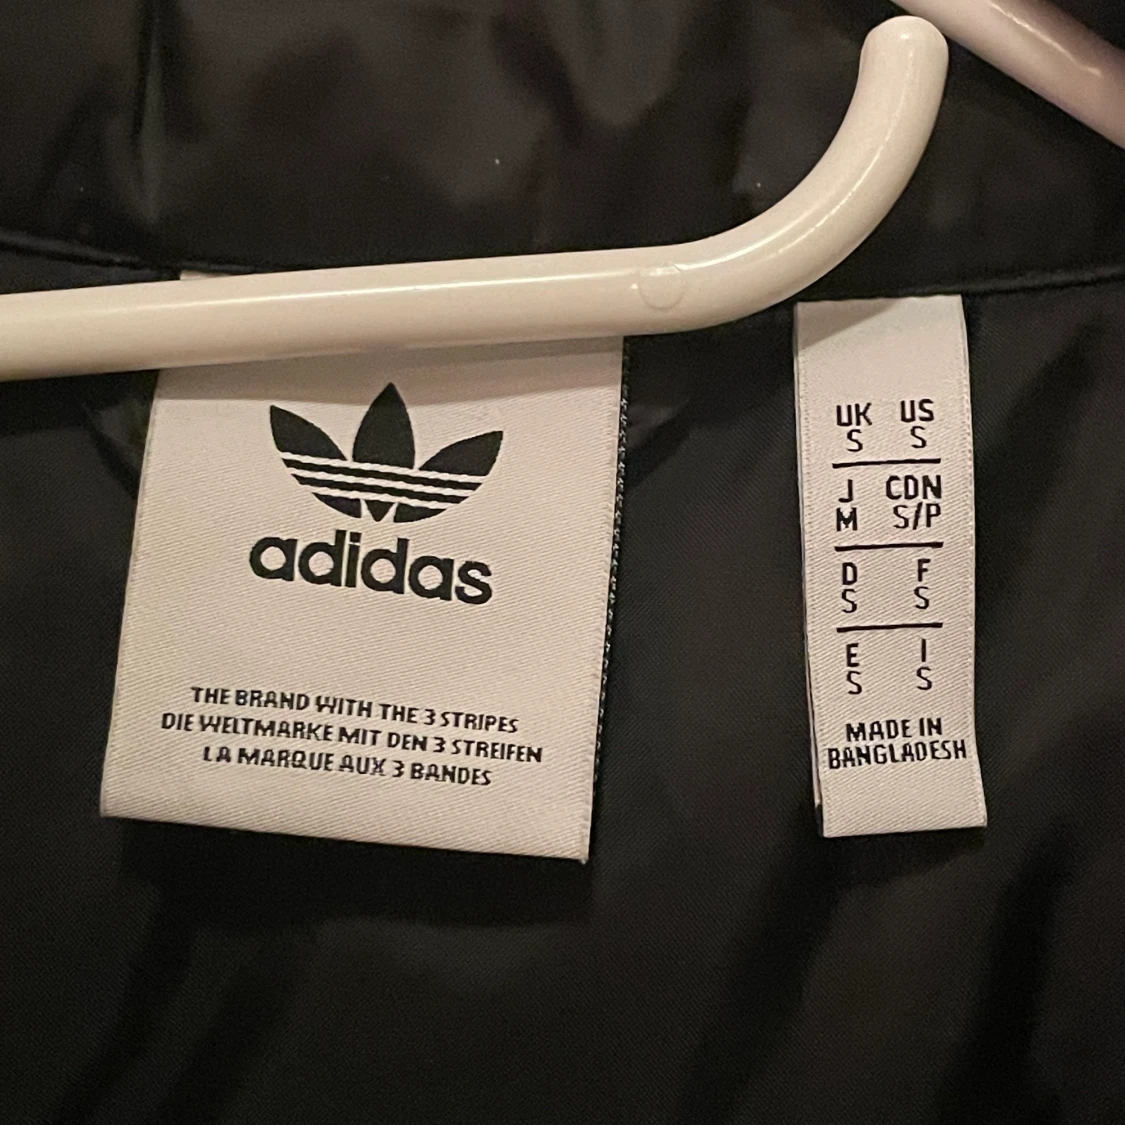 adidas
THE BRAND WITH THE 3 STRIPES
DIE WELTMARKE MIT DEN 3 STREIFEN
LA MARQUE AUX 3 BANDES
UK US
S S
J CDN
M S/P
D F
S S
E I
S S
MADE IN
BANGLADESH